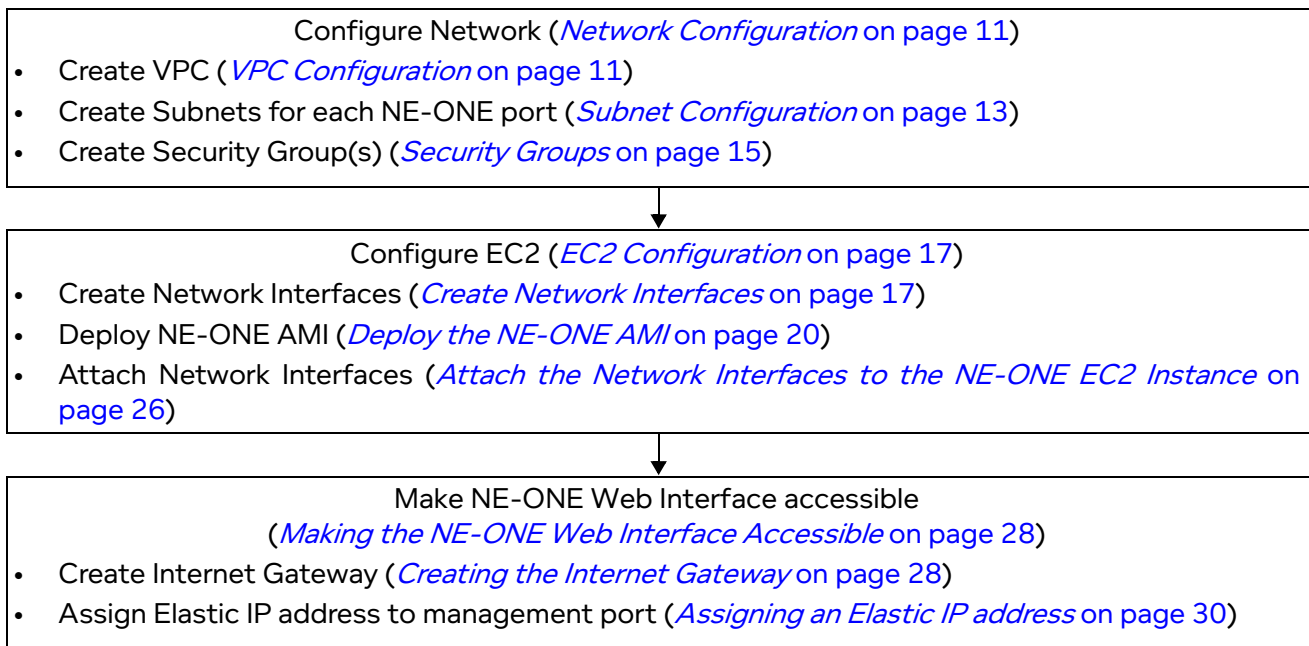 Configure Network (Network Configuration on page 11)
• Create VPC (VPC Configuration on page 11)
• Create Subnets for each NE-ONE port (Subnet Configuration on page 13)
• Create Security Group(s) (Security Groups on page 15)
Configure EC2 (EC2 Configuration on page 17)
• Create Network Interfaces (Create Network Interfaces on page 17)
• Deploy NE-ONE AMI (Deploy the NE-ONE AMI on page 20)
• Attach Network Interfaces (Attach the Network Interfaces to the NE-ONE EC2 Instance on
page 26)
Make NE-ONE Web Interface accessible
(Making the NE-ONE Web Interface Accessible on page 28)
• Create Internet Gateway (Creating the Internet Gateway on page 28)
• Assign Elastic IP address to management port (Assigning an Elastic IP address on page 30)